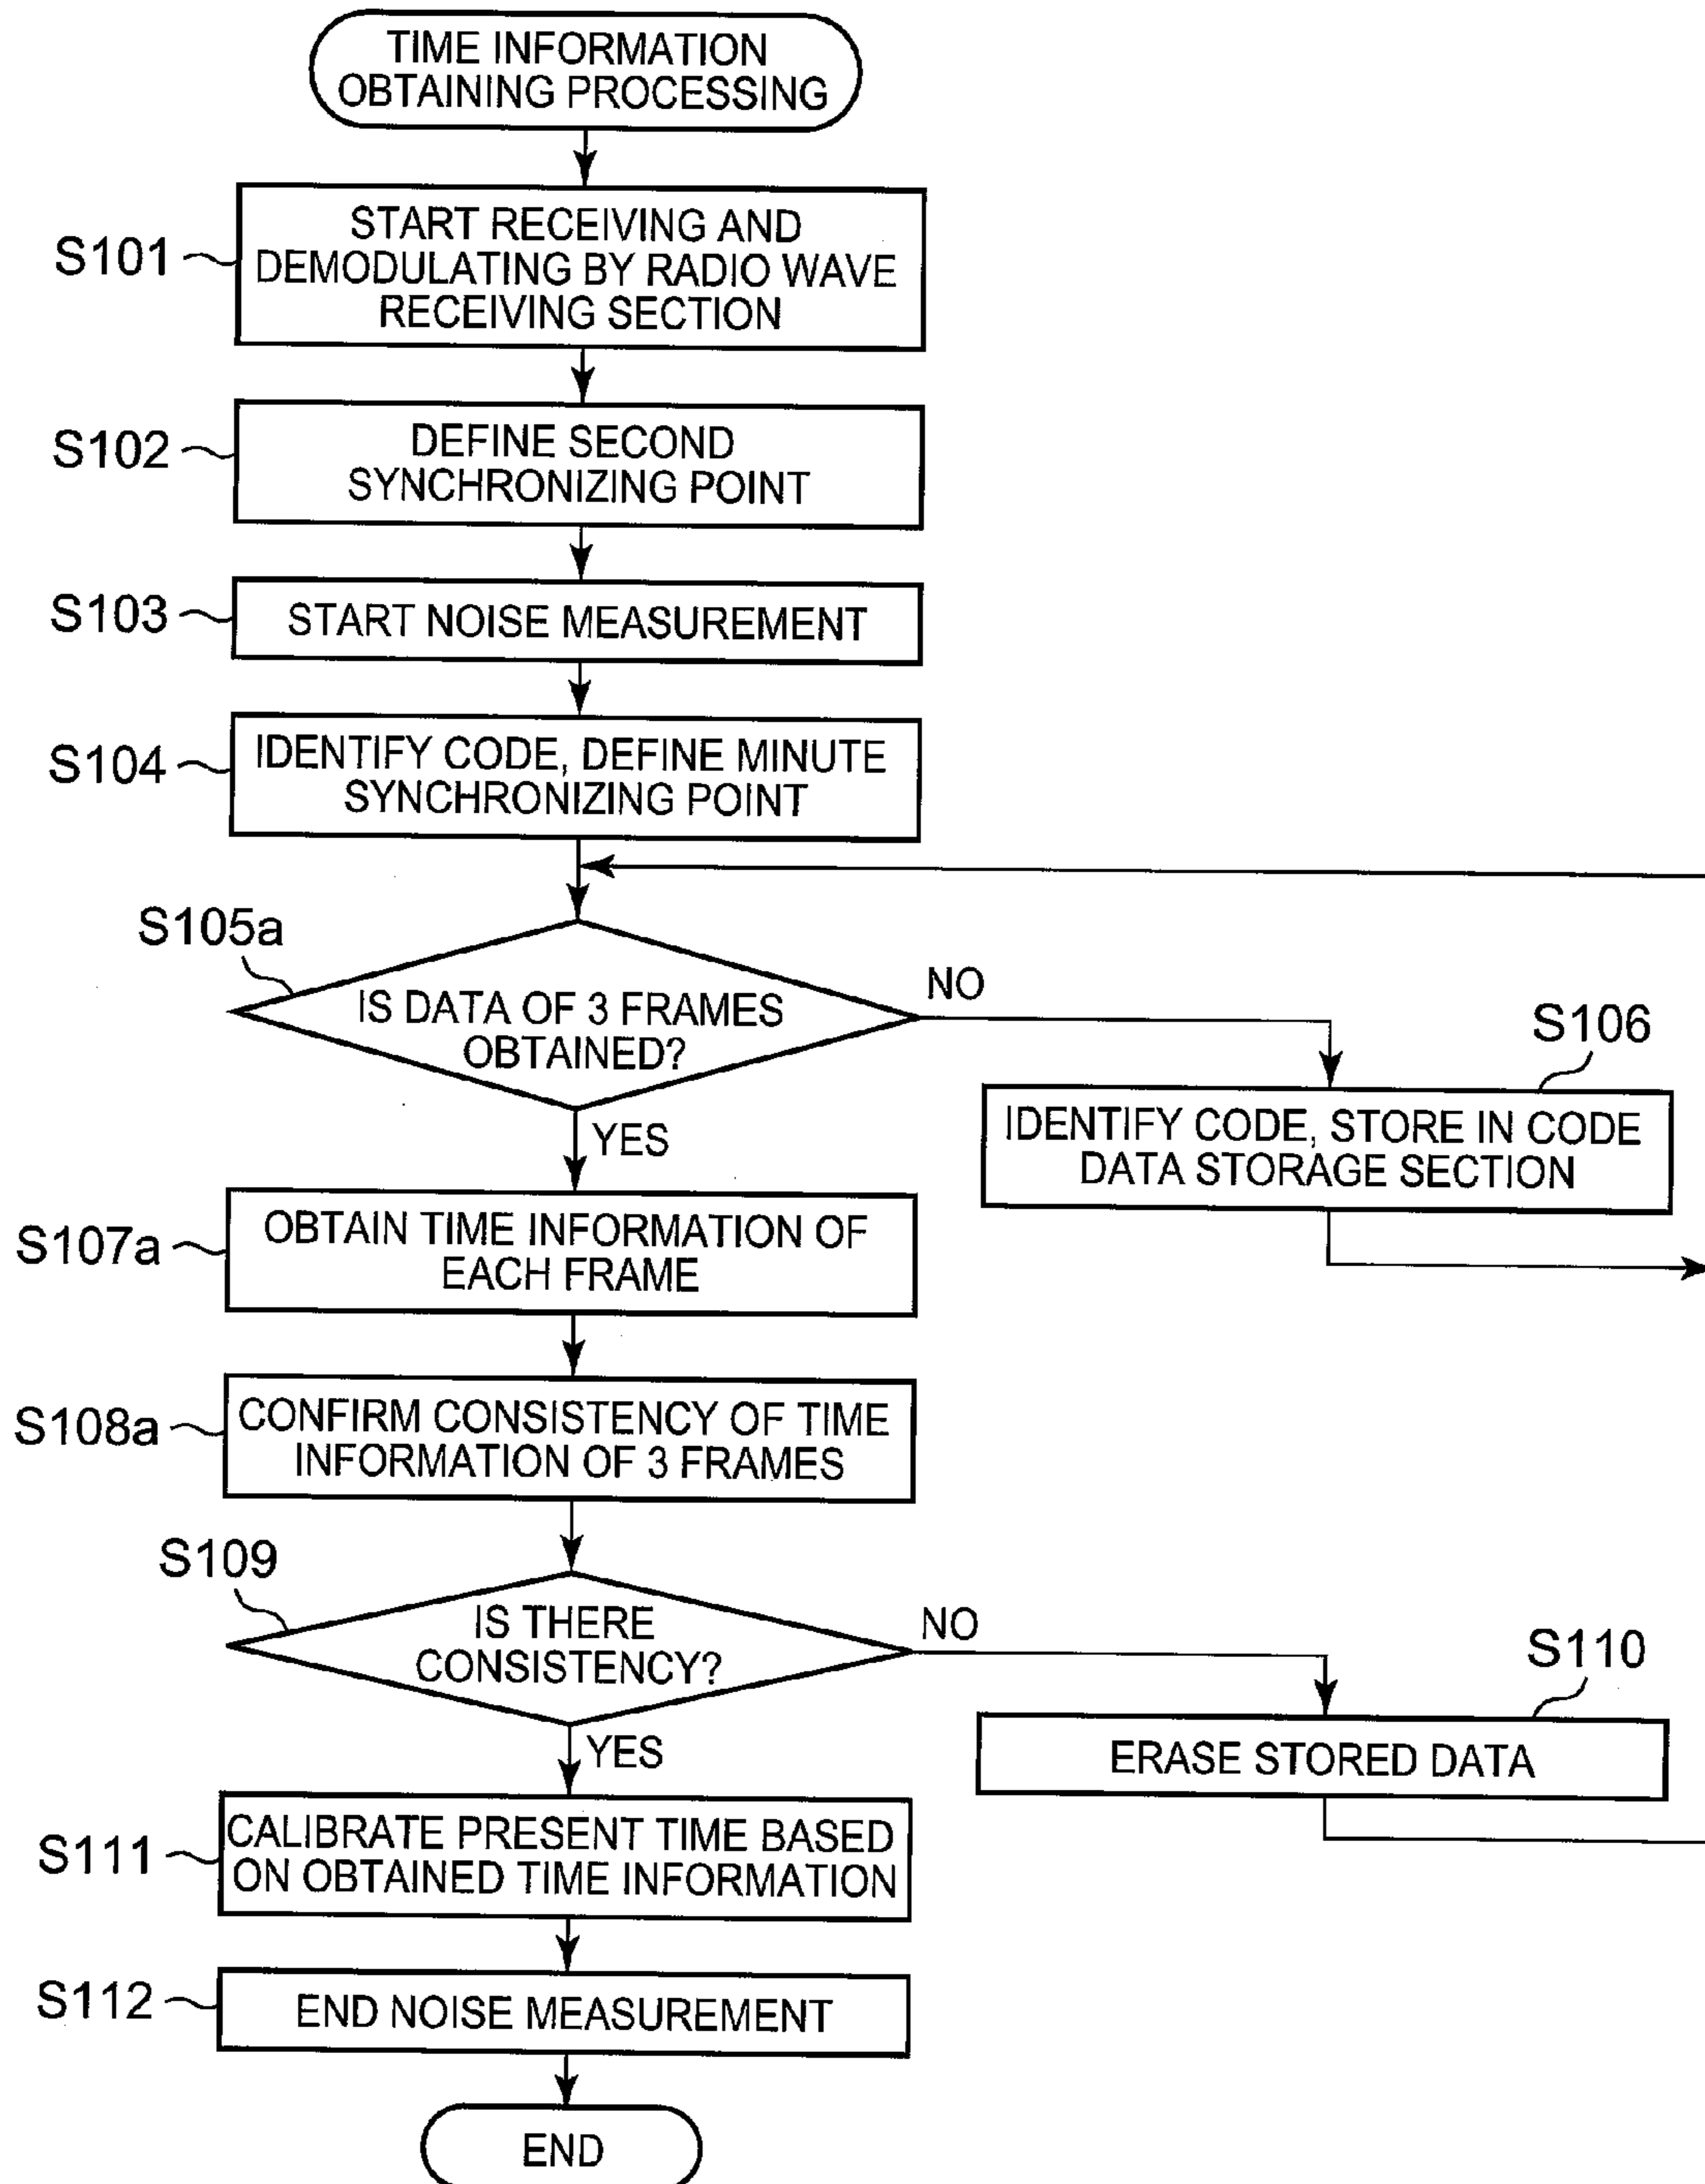 TIME INFORMATION
OBTAINING PROCESSING
S101
START RECEIVING AND
DEMODULATING BY RADIO WAVE
RECEIVING SECTION
S102
DEFINE SECOND
SYNCHRONIZING POINT
S103
START NOISE MEASUREMENT
S104
IDENTIFY CODE, DEFINE MINUTE
SYNCHRONIZING POINT
S105a
IS DATA OF 3 FRAMES
OBTAINED?
NO
YES
S106
IDENTIFY CODE, STORE IN CODE
DATA STORAGE SECTION
S107a
OBTAIN TIME INFORMATION OF
EACH FRAME
S108a
CONFIRM CONSISTENCY OF TIME
INFORMATION OF 3 FRAMES
S109
IS THERE
CONSISTENCY?
NO
YES
S110
ERASE STORED DATA
S111
CALIBRATE PRESENT TIME BASED
ON OBTAINED TIME INFORMATION
S112
END NOISE MEASUREMENT
END